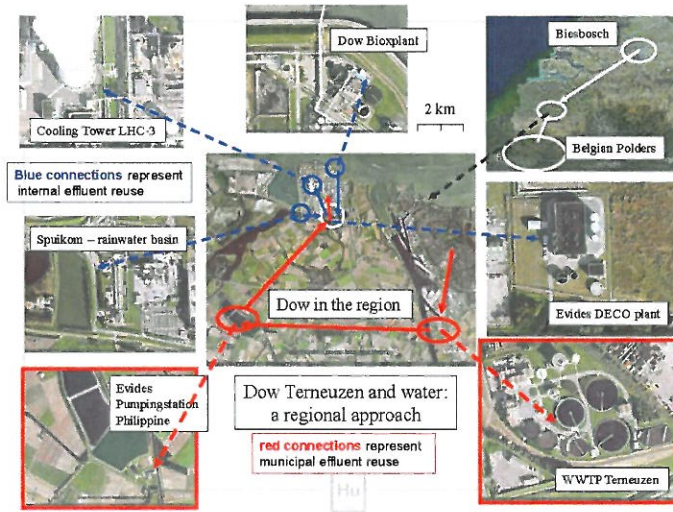 Dow Bioxplant
Biesbosch
2 km
Cooling Tower LHC-3
Belgian Polders
Blue connections represent
internal effluent reuse
Spuikom – rainwater basin
Dow in the region
Evides DECO plant
Evides
Pumpingstation
Philippine
Dow Terneuzen and water:
a regional approach
red connections represent
municipal effluent reuse
WWTP Terneuzen
Hu